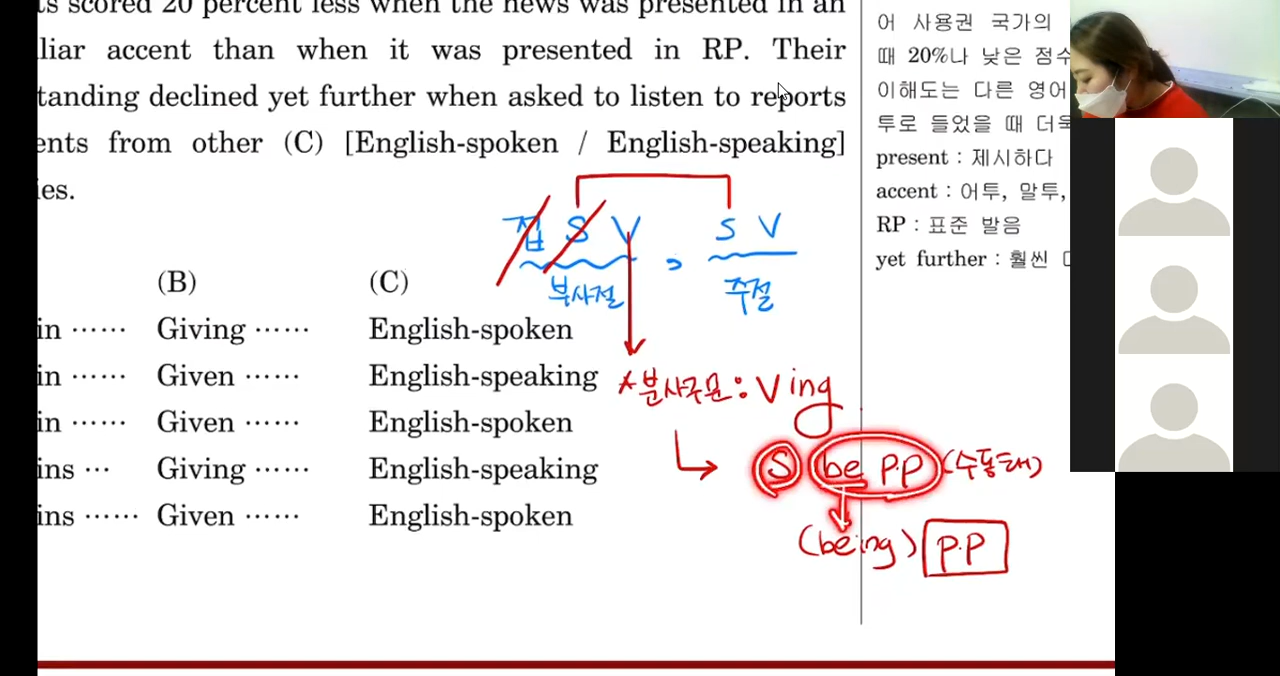 ts scored 20 percent less when the news was presented in an
liar accent than when it was presented in RP. Their
tanding declined yet further when asked to listen to reports
ents from other (C) [English-spoken / English-speaking]
ies.
(B) (C)
in ⋯⋯ Giving ⋯⋯ English-spoken
in ⋯⋯ Given ⋯⋯ English-speaking
in ⋯⋯ Given ⋯⋯ English-spoken
ins ⋯ Giving ⋯⋯ English-speaking
ins ⋯⋯ Given ⋯⋯ English-spoken
접 S V , S V
부사절 주절
*분사구문: Ving
S be p.p (수동태)
(being) p.p
어 사용권 국가의
때 20%나 낮은 점수
이해도는 다른 영어
투로 들었을 때 더욱
present : 제시하다
accent : 어투, 말투,
RP : 표준 발음
yet further : 훨씬